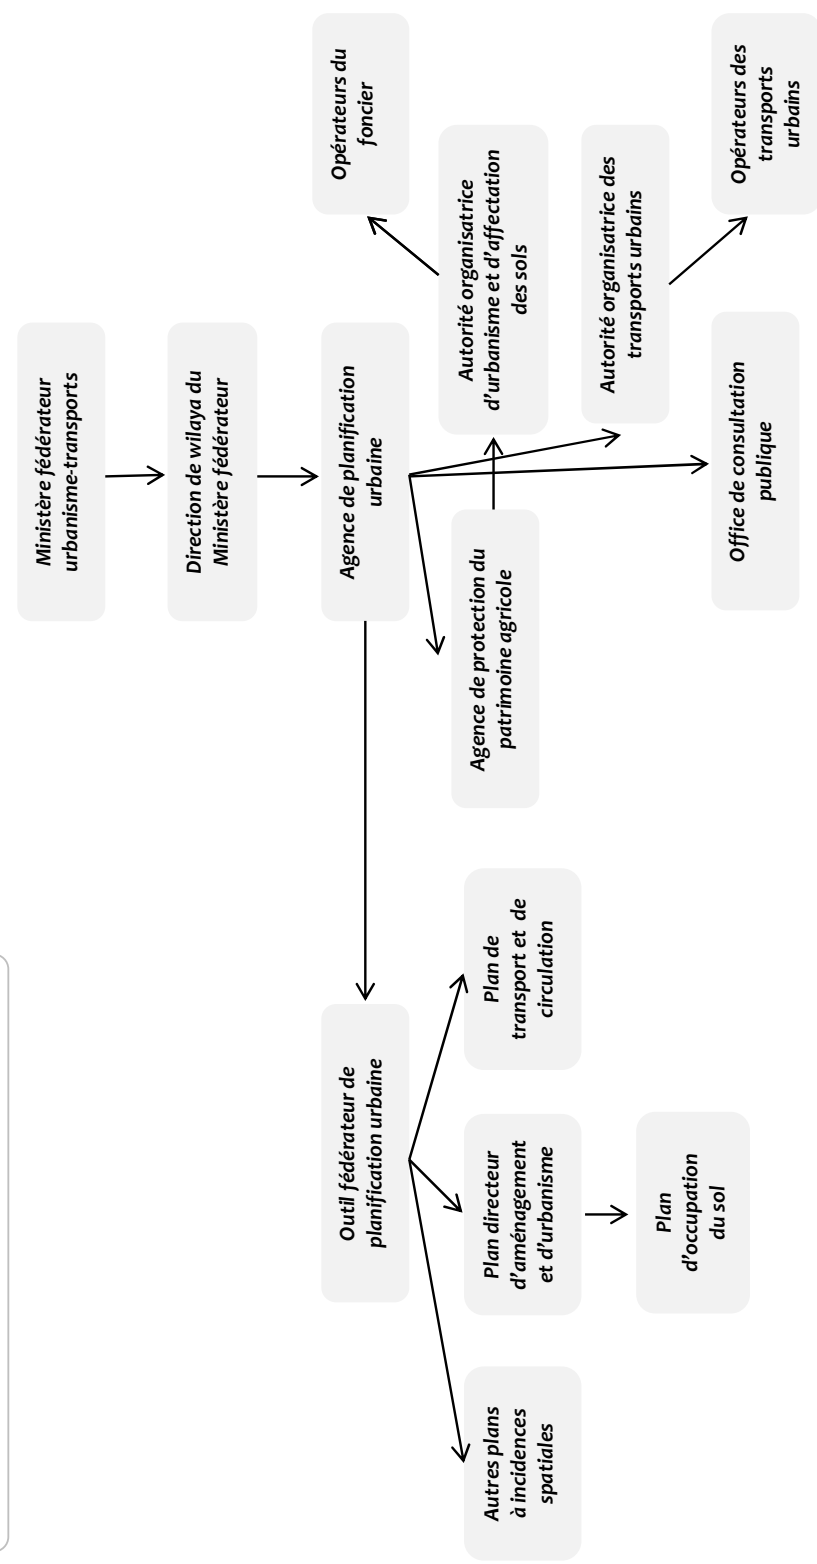 Ministère fédérateur
urbanisme-transports
Direction de wilaya du
Ministère fédérateur
Outil fédérateur de
planification urbaine
Agence de planification
urbaine
Opérateurs du
foncier
Autres plans
à incidences
spatiales
Plan directeur
d’aménagement
et d’urbanisme
Plan de
transport et de
circulation
Agence de protection du
patrimoine agricole
Autorité organisatrice
d’urbanisme et d’affectation
des sols
Autorité organisatrice des
transports urbains
Plan
d’occupation
du sol
Office de consultation
publique
Opérateurs des
transports
urbains